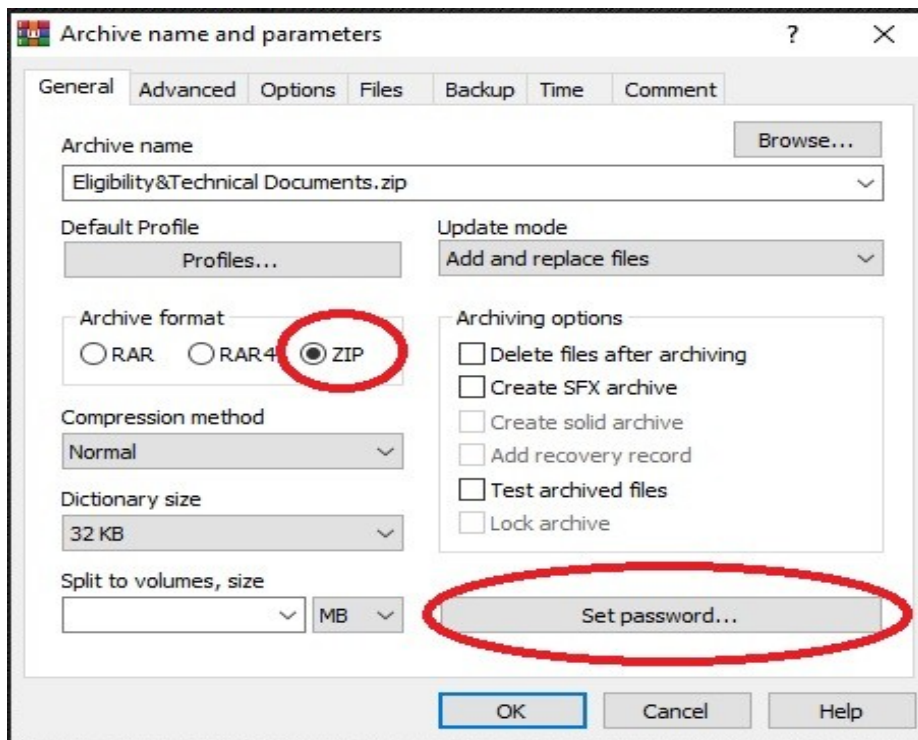 Archive name and parameters
?
General Advanced Options Files Backup Time Comment
Archive name
Browse...
Eligibility&Technical Documents.zip
Default Profile
Profiles...
Update mode
Add and replace files
Archive format
RAR RAR4 ZIP
Compression method
Normal
Dictionary size
32 KB
Split to volumes, size
MB
Archiving options
Delete files after archiving
Create SFX archive
Create solid archive
Add recovery record
Test archived files
Lock archive
Set password...
OK Cancel Help